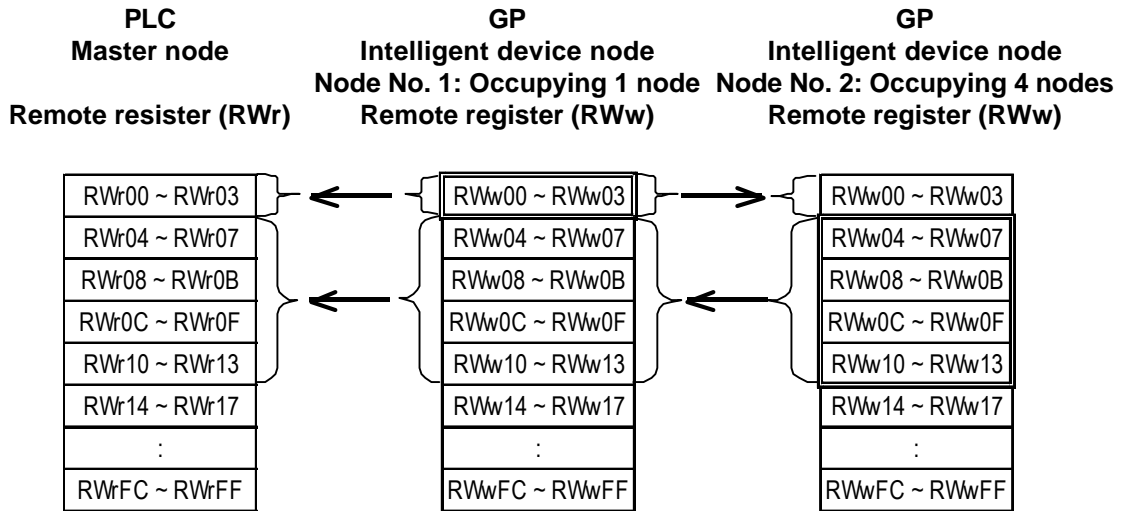 PLC GP GP
Master node Intelligent device node Intelligent device node
Node No. 1: Occupying 1 node Node No. 2: Occupying 4 nodes
Remote resister (RWr) Remote register (RWw) Remote register (RWw)
RWr00 ~ RWr03 RWw00 ~ RWw03 RWw00 ~ RWw03
RWr04 ~ RWr07 RWw04 ~ RWw07 RWw04 ~ RWw07
RWr08 ~ RWr0B RWw08 ~ RWw0B RWw08 ~ RWw0B
RWr0C ~ RWr0F RWw0C ~ RWw0F RWw0C ~ RWw0F
RWr10 ~ RWr13 RWw10 ~ RWw13 RWw10 ~ RWw13
RWr14 ~ RWr17 RWw14 ~ RWw17 RWw14 ~ RWw17
: : :
RWrFC ~ RWrFF RWwFC ~ RWwFF RWwFC ~ RWwFF